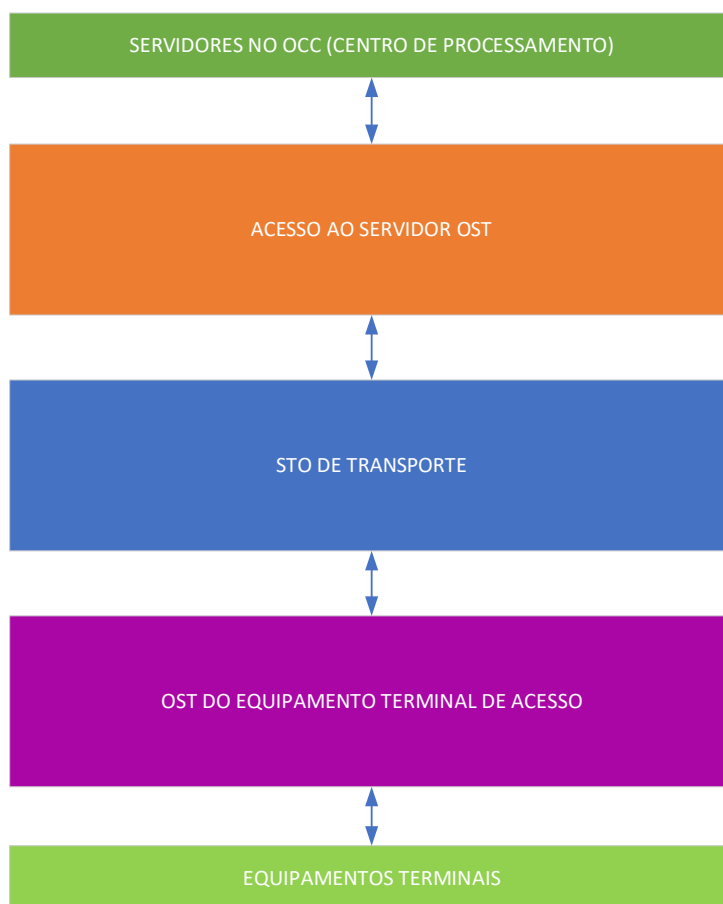 SERVIDORES NO OCC (CENTRO DE PROCESSAMENTO)
ACESSO AO SERVIDOR OST
STO DE TRANSPORTE
OST DO EQUIPAMENTO TERMINAL DE ACESSO
EQUIPAMENTOS TERMINAIS